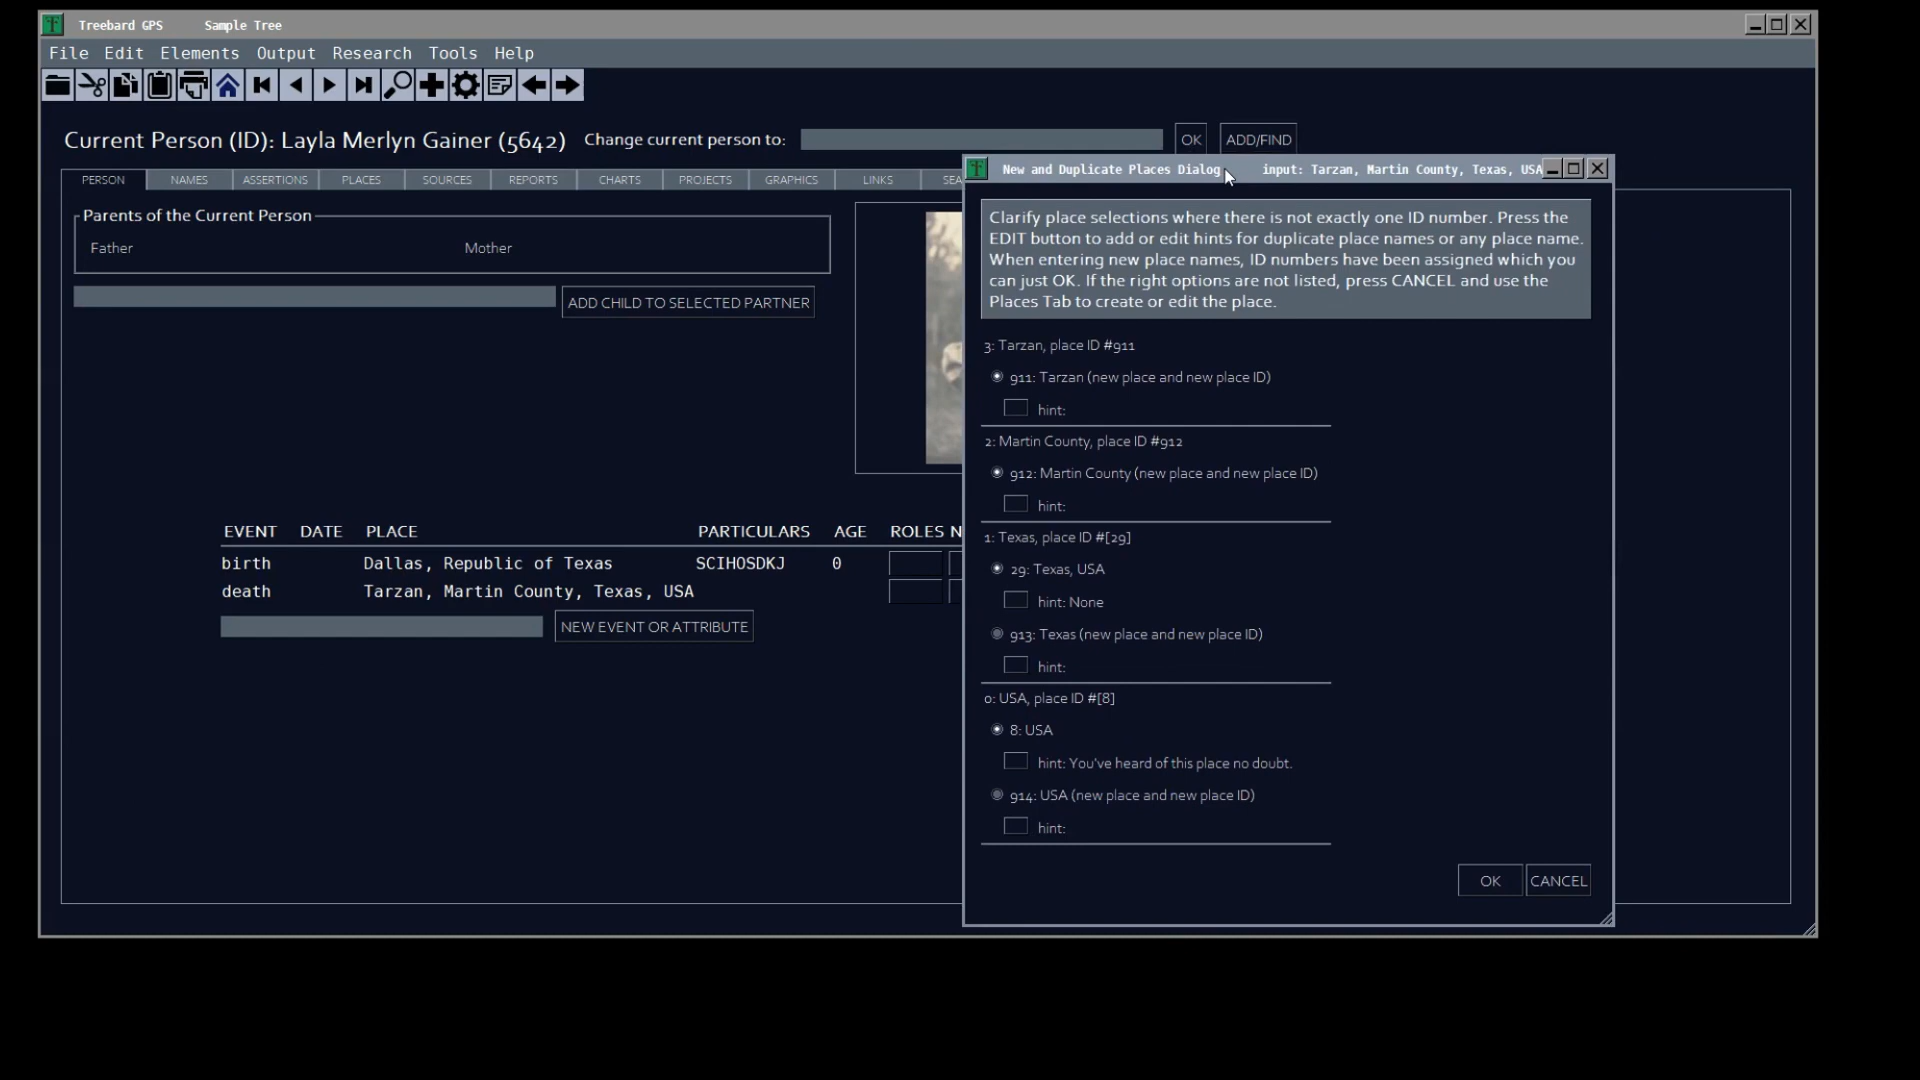 Treebard GPS Sample Tree
File Edit Elements Output Research Tools Help
Current Person (ID): Layla Merlyn Gainer (5642) Change current person to: OK ADD/FIND
PERSON NAMES ASSERTIONS PLACES SOURCES REPORTS CHARTS PROJECTS GRAPHICS LINKS SEA
Parents of the Current Person
Father Mother
ADD CHILD TO SELECTED PARTNER
EVENT DATE PLACE PARTICULARS AGE ROLES N
birth Dallas, Republic of Texas SCIHOSDKJ 0
death Tarzan, Martin County, Texas, USA
NEW EVENT OR ATTRIBUTE
New and Duplicate Places Dialog input: Tarzan, Martin County, Texas, USA
Clarify place selections where there is not exactly one ID number. Press the
EDIT button to add or edit hints for duplicate place names or any place name.
When entering new place names, ID numbers have been assigned which you
can just OK. If the right options are not listed, press CANCEL and use the
Places Tab to create or edit the place.
3: Tarzan, place ID #911
911: Tarzan (new place and new place ID)
hint:
2: Martin County, place ID #912
912: Martin County (new place and new place ID)
hint:
1: Texas, place ID #[29]
29: Texas, USA
hint: None
913: Texas (new place and new place ID)
hint:
0: USA, place ID #[8]
8: USA
hint: You've heard of this place no doubt.
914: USA (new place and new place ID)
hint:
OK CANCEL